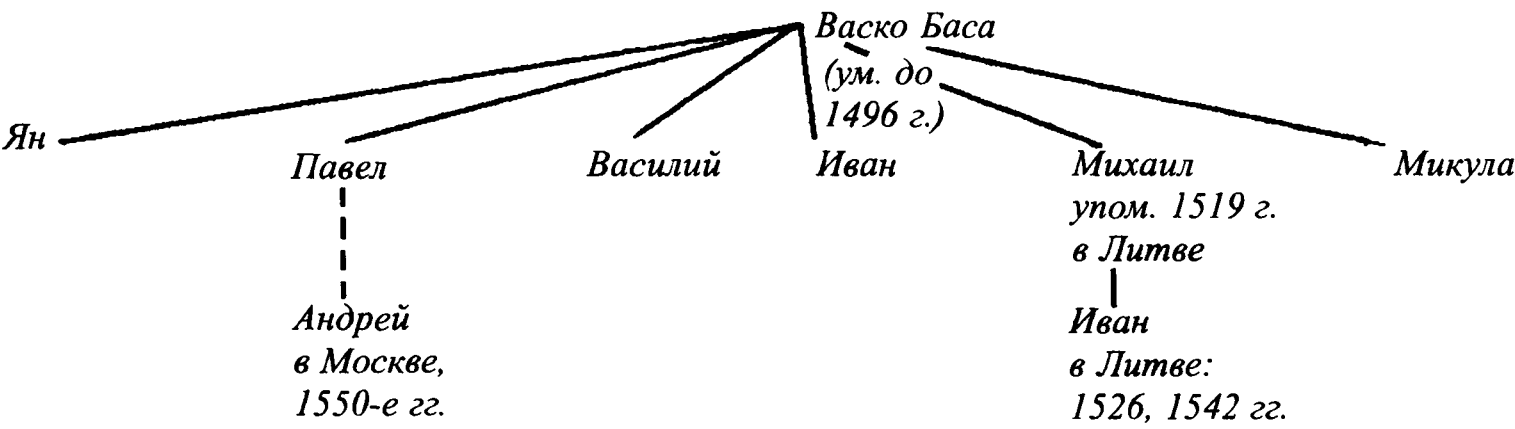 Васко Баса
(ум. до
1496 г.)
Ян
Павел
Василий
Иван
Михаил
упом. 1519 г.
в Литве
Микула
Андрей
в Москве,
1550-е гг.
Иван
в Литве:
1526, 1542 гг.